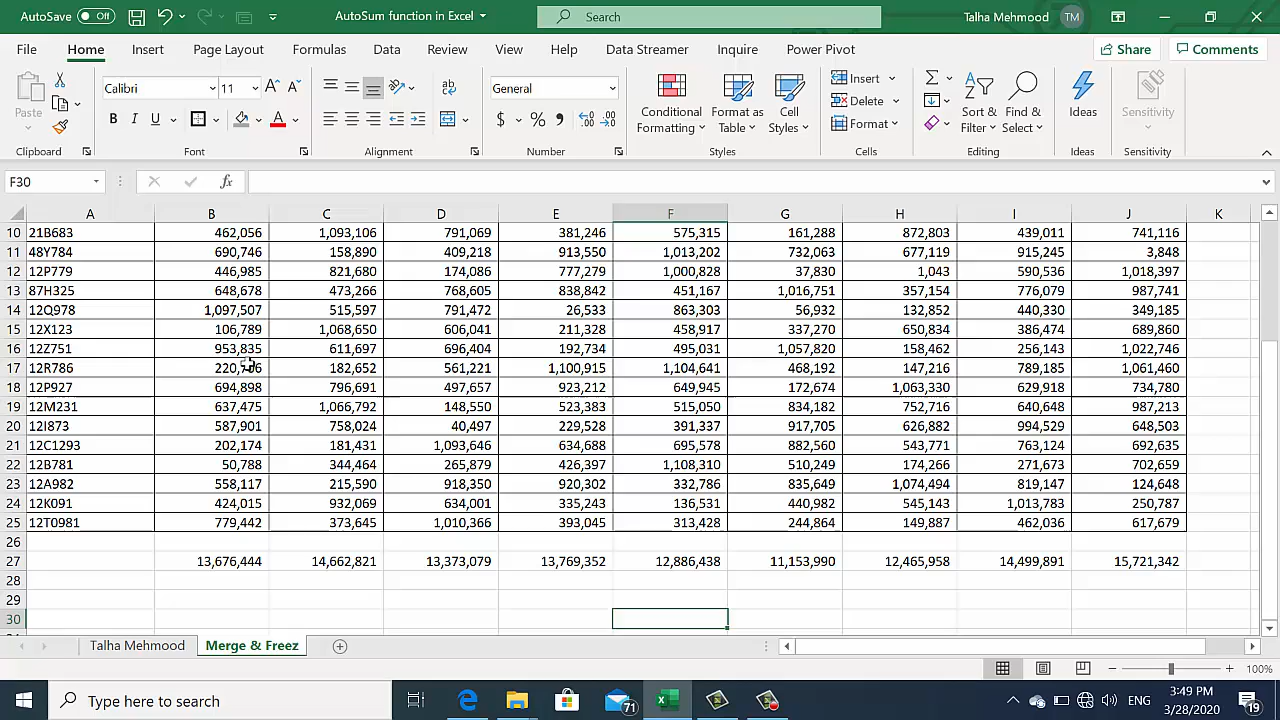 AutoSave Off AutoSum function in Excel Search Talha Mehmood TM
File Home Insert Page Layout Formulas Data Review View Help Data Streamer Inquire Power Pivot Share Comments
Paste Calibri 11 General Conditional Formatting Format as Table Cell Styles Insert Delete Format Sort & Filter Find & Select Ideas Sensitivity
Clipboard Font Alignment Number Styles Cells Editing Ideas Sensitivity
F30 fx
A B C D E F G H I J K
10 21B683 462,056 1,093,106 791,069 381,246 575,315 161,288 872,803 439,011 741,116
11 48Y784 690,746 158,890 409,218 913,550 1,013,202 732,063 677,119 915,245 3,848
12 12P779 446,985 821,680 174,086 777,279 1,000,828 37,830 1,043 590,536 1,018,397
13 87H325 648,678 473,266 768,605 838,842 451,167 1,016,751 357,154 776,079 987,741
14 12Q978 1,097,507 515,597 791,472 26,533 863,303 56,932 132,852 440,330 349,185
15 12X123 106,789 1,068,650 606,041 211,328 458,917 337,270 650,834 386,474 689,860
16 12Z751 953,835 611,697 696,404 192,734 495,031 1,057,820 158,462 256,143 1,022,746
17 12R786 182,652 561,221 1,100,915 1,104,641 468,192 147,216 789,185 1,061,460
18 12P927 694,898 796,691 497,657 923,212 649,945 172,674 1,063,330 629,918 734,780
19 12M231 637,475 1,066,792 148,550 523,383 515,050 834,182 752,716 640,648 987,213
20 12I873 587,901 758,024 40,497 229,528 391,337 917,705 626,882 994,529 648,503
21 12C1293 202,174 181,431 1,093,646 634,688 695,578 882,560 543,771 763,124 692,635
22 12B781 50,788 344,464 265,879 426,397 1,108,310 510,249 174,266 271,673 702,659
23 12A982 558,117 215,590 918,350 920,302 332,786 835,649 1,074,494 819,147 124,648
24 12K091 424,015 932,069 634,001 335,243 136,531 440,982 545,143 1,013,783 250,787
25 12T0981 779,442 373,645 1,010,366 393,045 313,428 244,864 149,887 462,036 617,679
26
27 13,676,444 14,662,821 13,373,079 13,769,352 12,886,438 11,153,990 12,465,958 14,499,891 15,721,342
28
29
30
Talha Mehmood Merge & Freez
100%
Type here to search 71 ENG 3:49 PM
3/28/2020 19